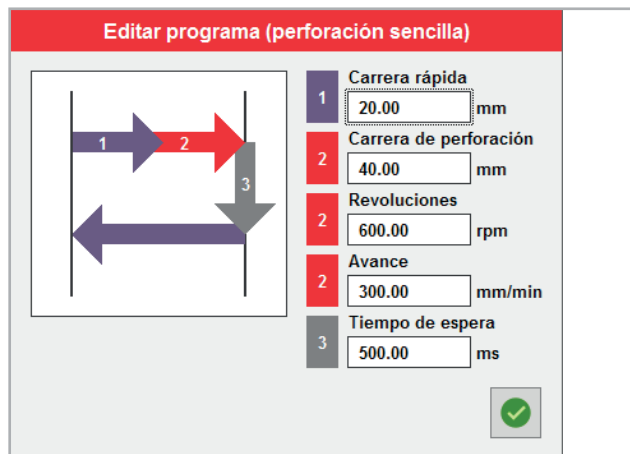 Editar programa (perforación sencilla)
1
2
3
1
Carrera rápida
20.00 mm
2
Carrera de perforación
40.00 mm
2
Revoluciones
600.00 rpm
2
Avance
300.00 mm/min
3
Tiempo de espera
500.00 ms